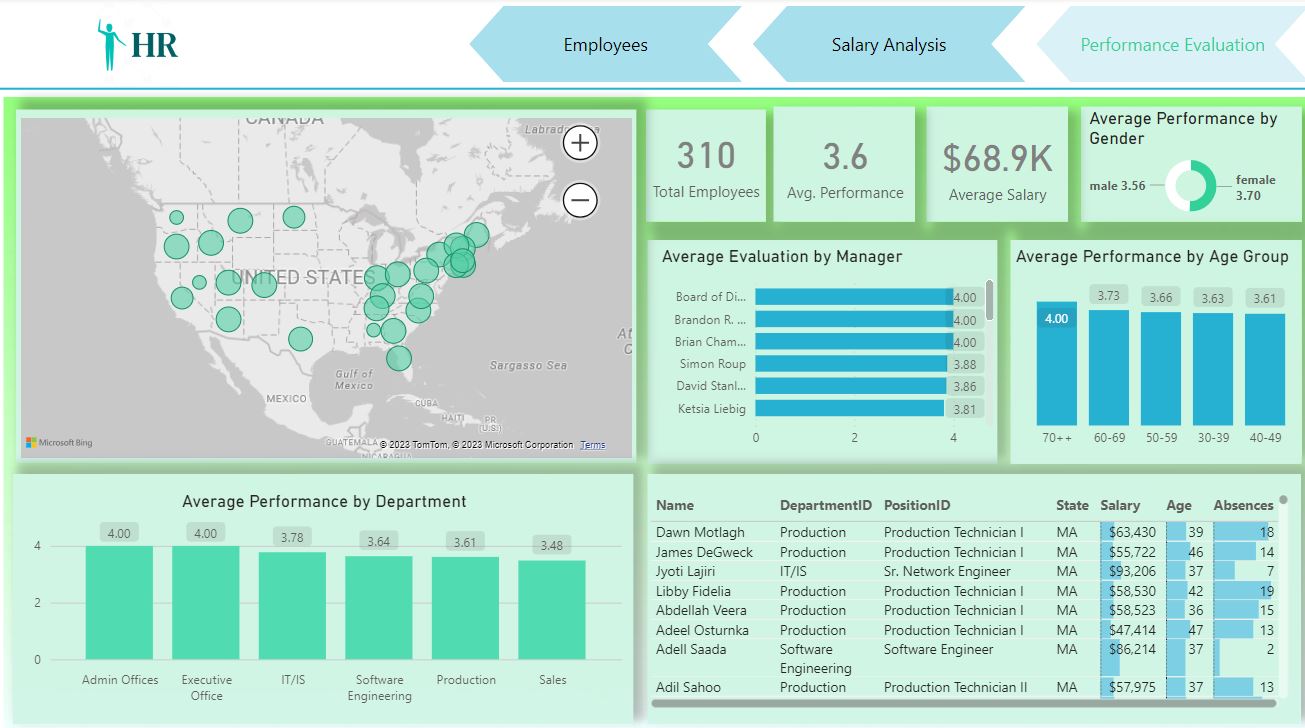 HR
Employees
Salary Analysis
Performance Evaluation
CANADA
Labrad
UNITED STATES
Gulf of
Mexico
Sargasso Sea
MEXICO
CUBA
HAITI
PR
(U.S.)
GUATEMALA
NICARAGUA
Microsoft Bing
© 2023 TomTom, © 2023 Microsoft Corporation Terms
310
Total Employees
3.6
Avg. Performance
$68.9K
Average Salary
Average Performance by
Gender
male 3.56
female
3.70
Average Evaluation by Manager
Board of Di... 4.00
Brandon R. ... 4.00
Brian Cham... 4.00
Simon Roup 3.88
David Stanl... 3.86
Ketsia Liebig 3.81
0 2 4
Average Performance by Age Group
4.00 3.73 3.66 3.63 3.61
70++ 60-69 50-59 30-39 40-49
Average Performance by Department
4.00 4.00 3.78 3.64 3.61 3.48
4
2
0
Admin Offices Executive Office IT/IS Software Engineering Production Sales
Name DepartmentID PositionID State Salary Age Absences
Dawn Motlagh Production Production Technician I MA $63,430 39 18
James DeGweck Production Production Technician I MA $55,722 46 14
Jyoti Lajiri IT/IS Sr. Network Engineer MA $93,206 37 7
Libby Fidelia Production Production Technician I MA $58,530 42 19
Abdellah Veera Production Production Technician I MA $58,523 36 15
Adeel Osturnka Production Production Technician I MA $47,414 47 13
Adell Saada Software Engineering Software Engineer MA $86,214 37 2
Adil Sahoo Production Production Technician II MA $57,975 37 13